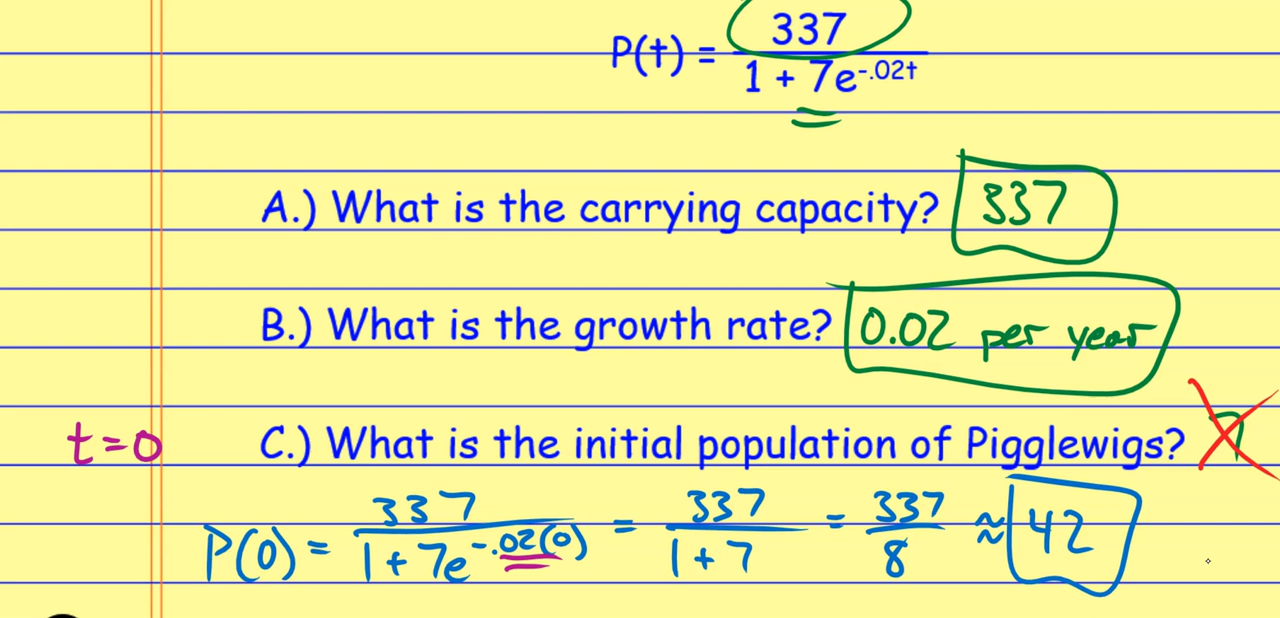 P(t) = 337 / 1 + 7e^-.02t
A.) What is the carrying capacity? 337
B.) What is the growth rate? 0.02 per year
t=0 C.) What is the initial population of Pigglewigs? 7
P(0) = 337 / 1 + 7e^-.02(0) = 337 / 1 + 7 = 337 / 8 ≈ 42